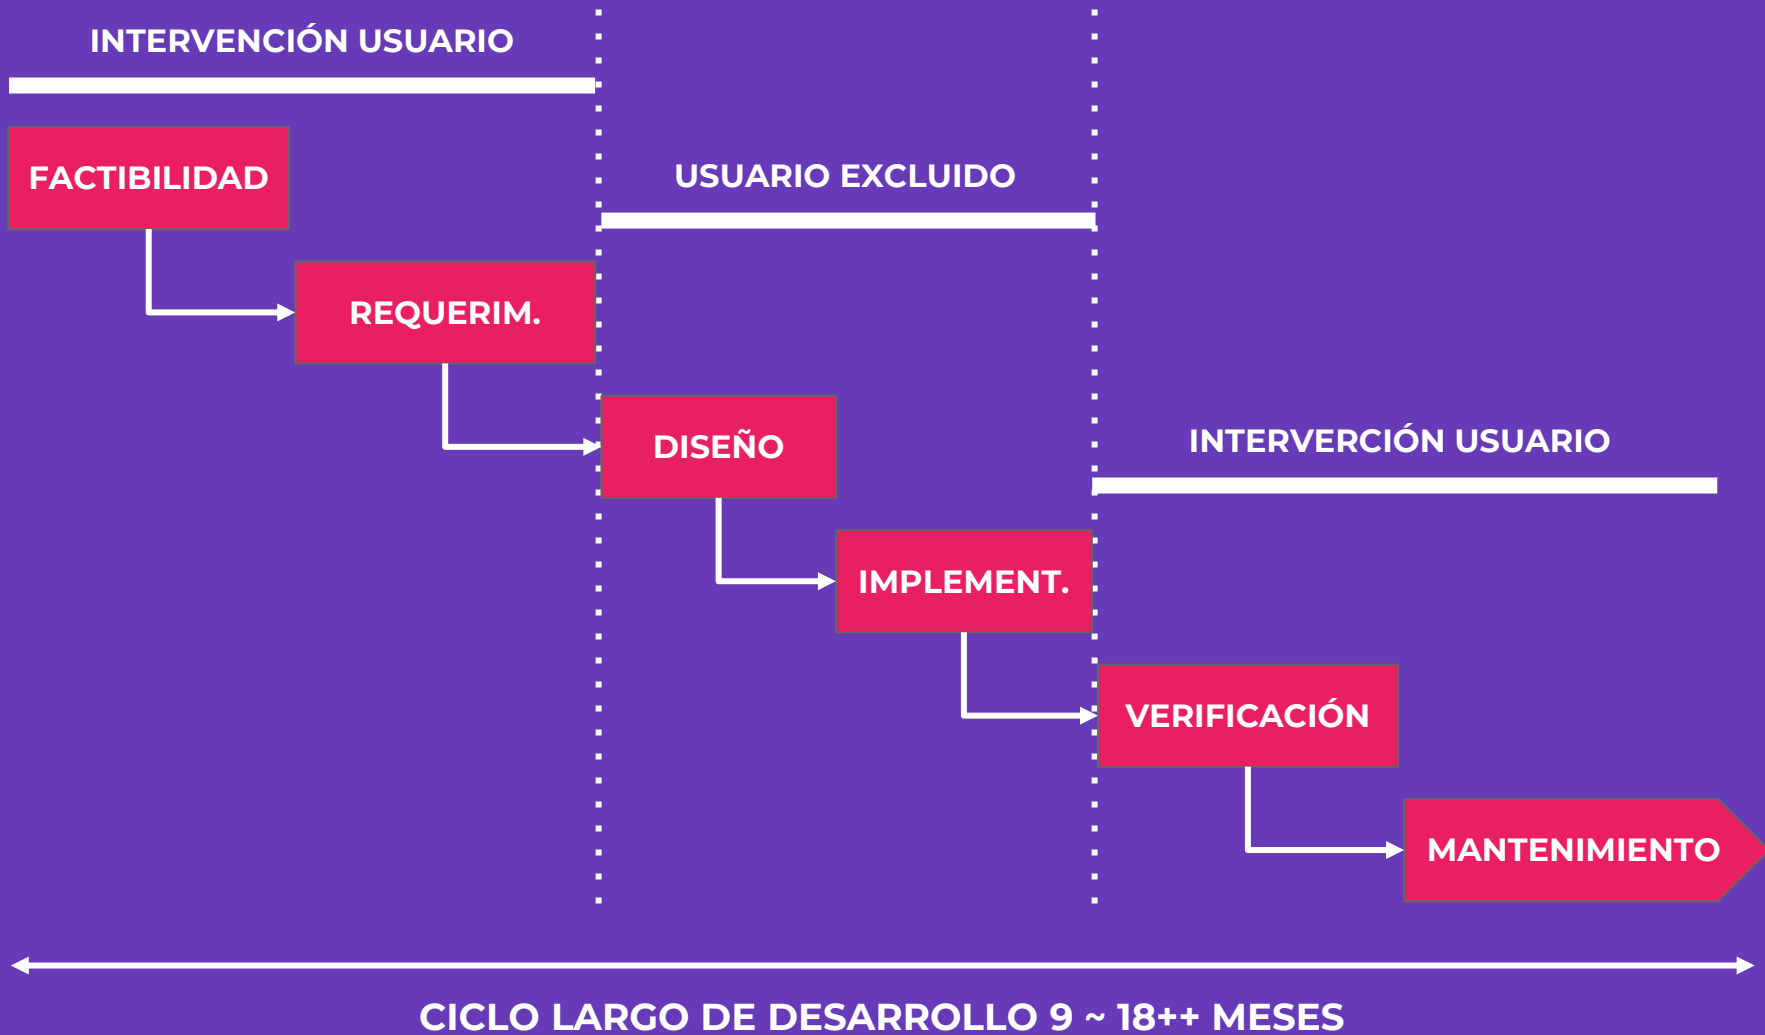 INTERVENCIÓN USUARIO
FACTIBILIDAD
USUARIO EXCLUIDO
REQUERIM.
DISEÑO
INTERVERCIÓN USUARIO
IMPLEMENT.
VERIFICACIÓN
MANTENIMIENTO
CICLO LARGO DE DESARROLLO 9 ~ 18++ MESES